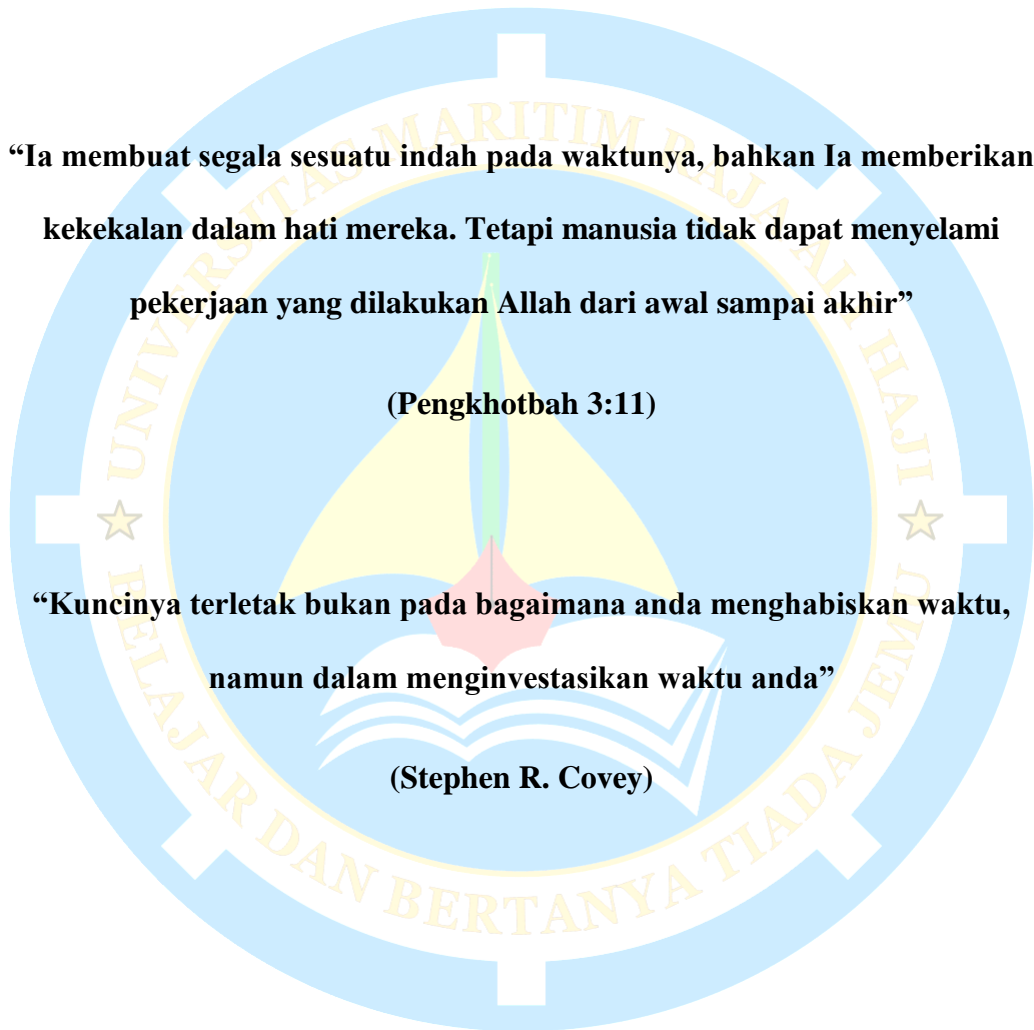 “Ia membuat segala sesuatu indah pada waktunya, bahkan Ia memberikan
kekekalan dalam hati mereka. Tetapi manusia tidak dapat menyelami
pekerjaan yang dilakukan Allah dari awal sampai akhir”
(Pengkhotbah 3:11)
“Kuncinya terletak bukan pada bagaimana anda menghabiskan waktu,
namun dalam menginvestasikan waktu anda”
(Stephen R. Covey)
UNIVERSITAS MARITIM RAJA ALI HAJI
BELAJAR DAN BERTANYA TIADA JEMU